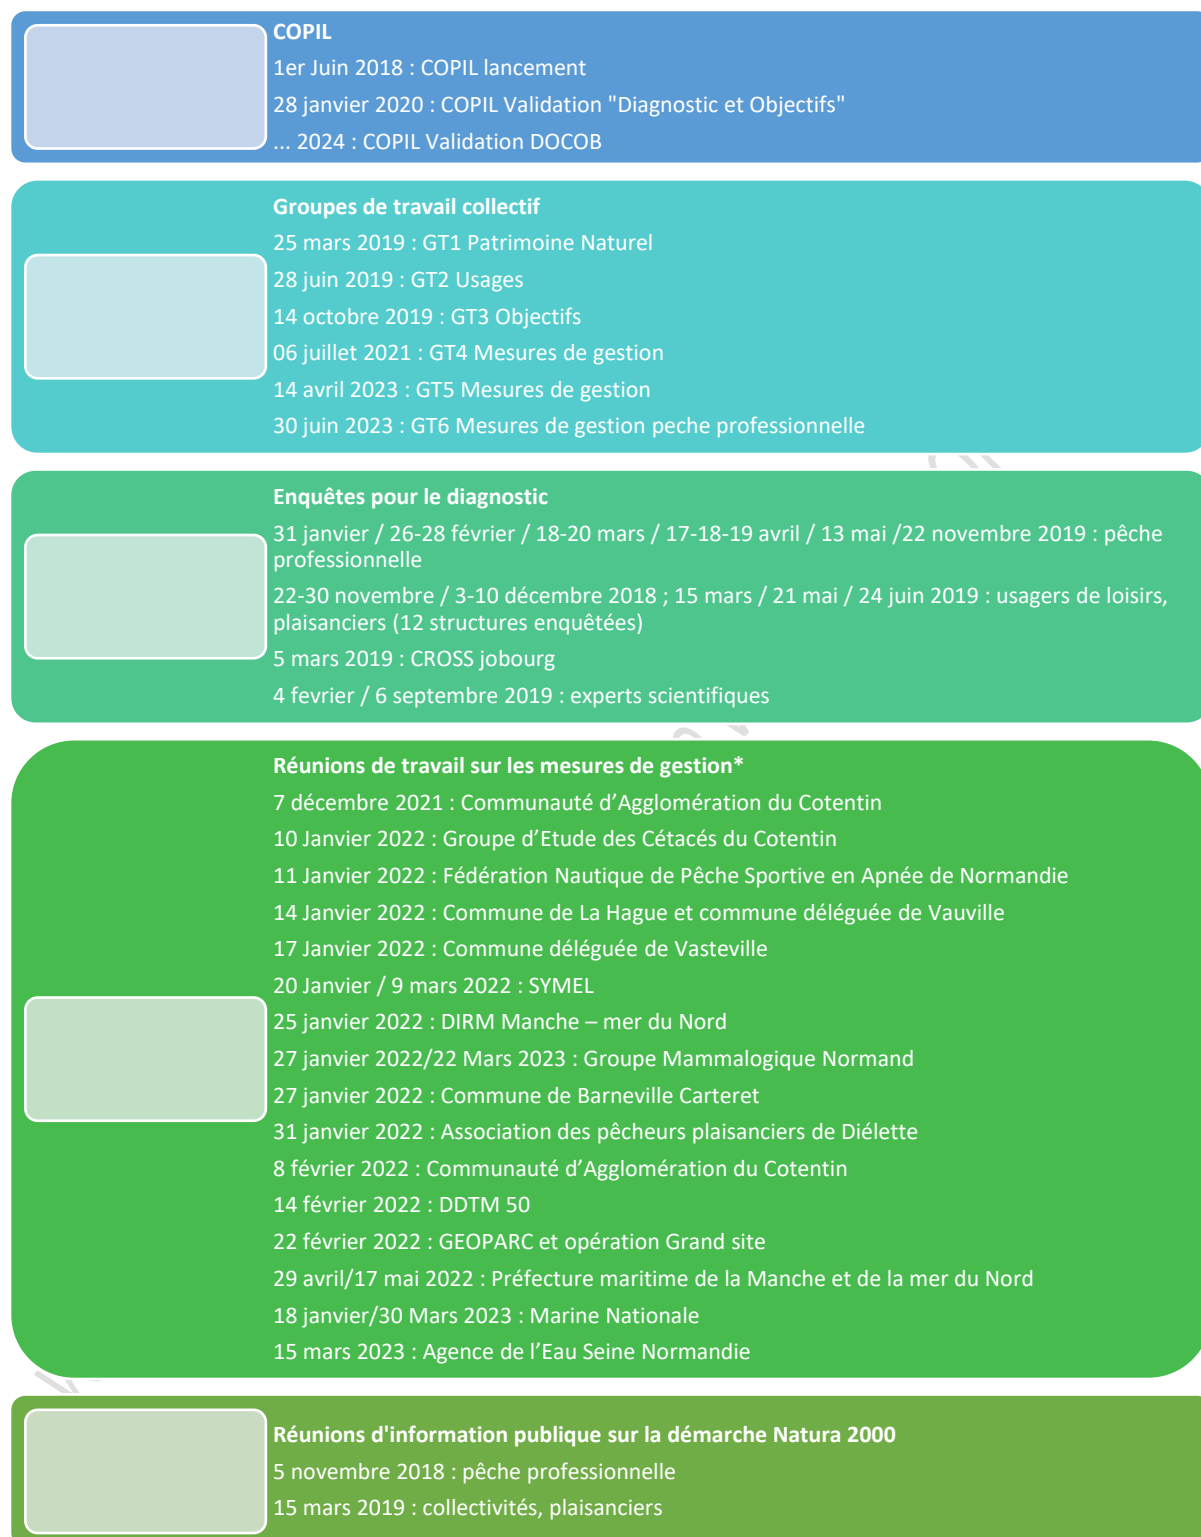 COPIL
1er Juin 2018 : COPIL lancement
28 janvier 2020 : COPIL Validation "Diagnostic et Objectifs"
... 2024 : COPIL Validation DOCOB
Groupes de travail collectif
25 mars 2019 : GT1 Patrimoine Naturel
28 juin 2019 : GT2 Usages
14 octobre 2019 : GT3 Objectifs
06 juillet 2021 : GT4 Mesures de gestion
14 avril 2023 : GT5 Mesures de gestion
30 juin 2023 : GT6 Mesures de gestion peche professionnelle
Enquêtes pour le diagnostic
31 janvier / 26-28 février / 18-20 mars / 17-18-19 avril / 13 mai /22 novembre 2019 : pêche
professionnelle
22-30 novembre / 3-10 décembre 2018 ; 15 mars / 21 mai / 24 juin 2019 : usagers de loisirs,
plaisanciers (12 structures enquêtées)
5 mars 2019 : CROSS jobourg
4 fevrier / 6 septembre 2019 : experts scientifiques
Réunions de travail sur les mesures de gestion*
7 décembre 2021 : Communauté d’Agglomération du Cotentin
10 Janvier 2022 : Groupe d’Etude des Cétacés du Cotentin
11 Janvier 2022 : Fédération Nautique de Pêche Sportive en Apnée de Normandie
14 Janvier 2022 : Commune de La Hague et commune déléguée de Vauville
17 Janvier 2022 : Commune déléguée de Vasteville
20 Janvier / 9 mars 2022 : SYMEL
25 janvier 2022 : DIRM Manche – mer du Nord
27 janvier 2022/22 Mars 2023 : Groupe Mammalogique Normand
27 janvier 2022 : Commune de Barneville Carteret
31 janvier 2022 : Association des pêcheurs plaisanciers de Diélette
8 février 2022 : Communauté d’Agglomération du Cotentin
14 février 2022 : DDTM 50
22 février 2022 : GEOPARC et opération Grand site
29 avril/17 mai 2022 : Préfecture maritime de la Manche et de la mer du Nord
18 janvier/30 Mars 2023 : Marine Nationale
15 mars 2023 : Agence de l’Eau Seine Normandie
Réunions d'information publique sur la démarche Natura 2000
5 novembre 2018 : pêche professionnelle
15 mars 2019 : collectivités, plaisanciers